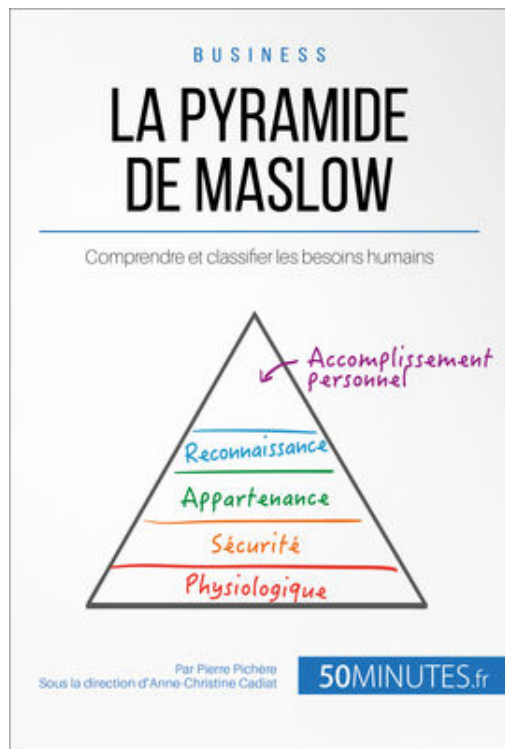 BUSINESS
LA PYRAMIDE
DE MASLOW
Comprendre et classifier les besoins humains
Accomplissement
personnel
Reconnaissance
Appartenance
Sécurité
Physiologique
Par Pierre Pichère
Sous la direction d'Anne-Christine Cadiat
50MINUTES.fr